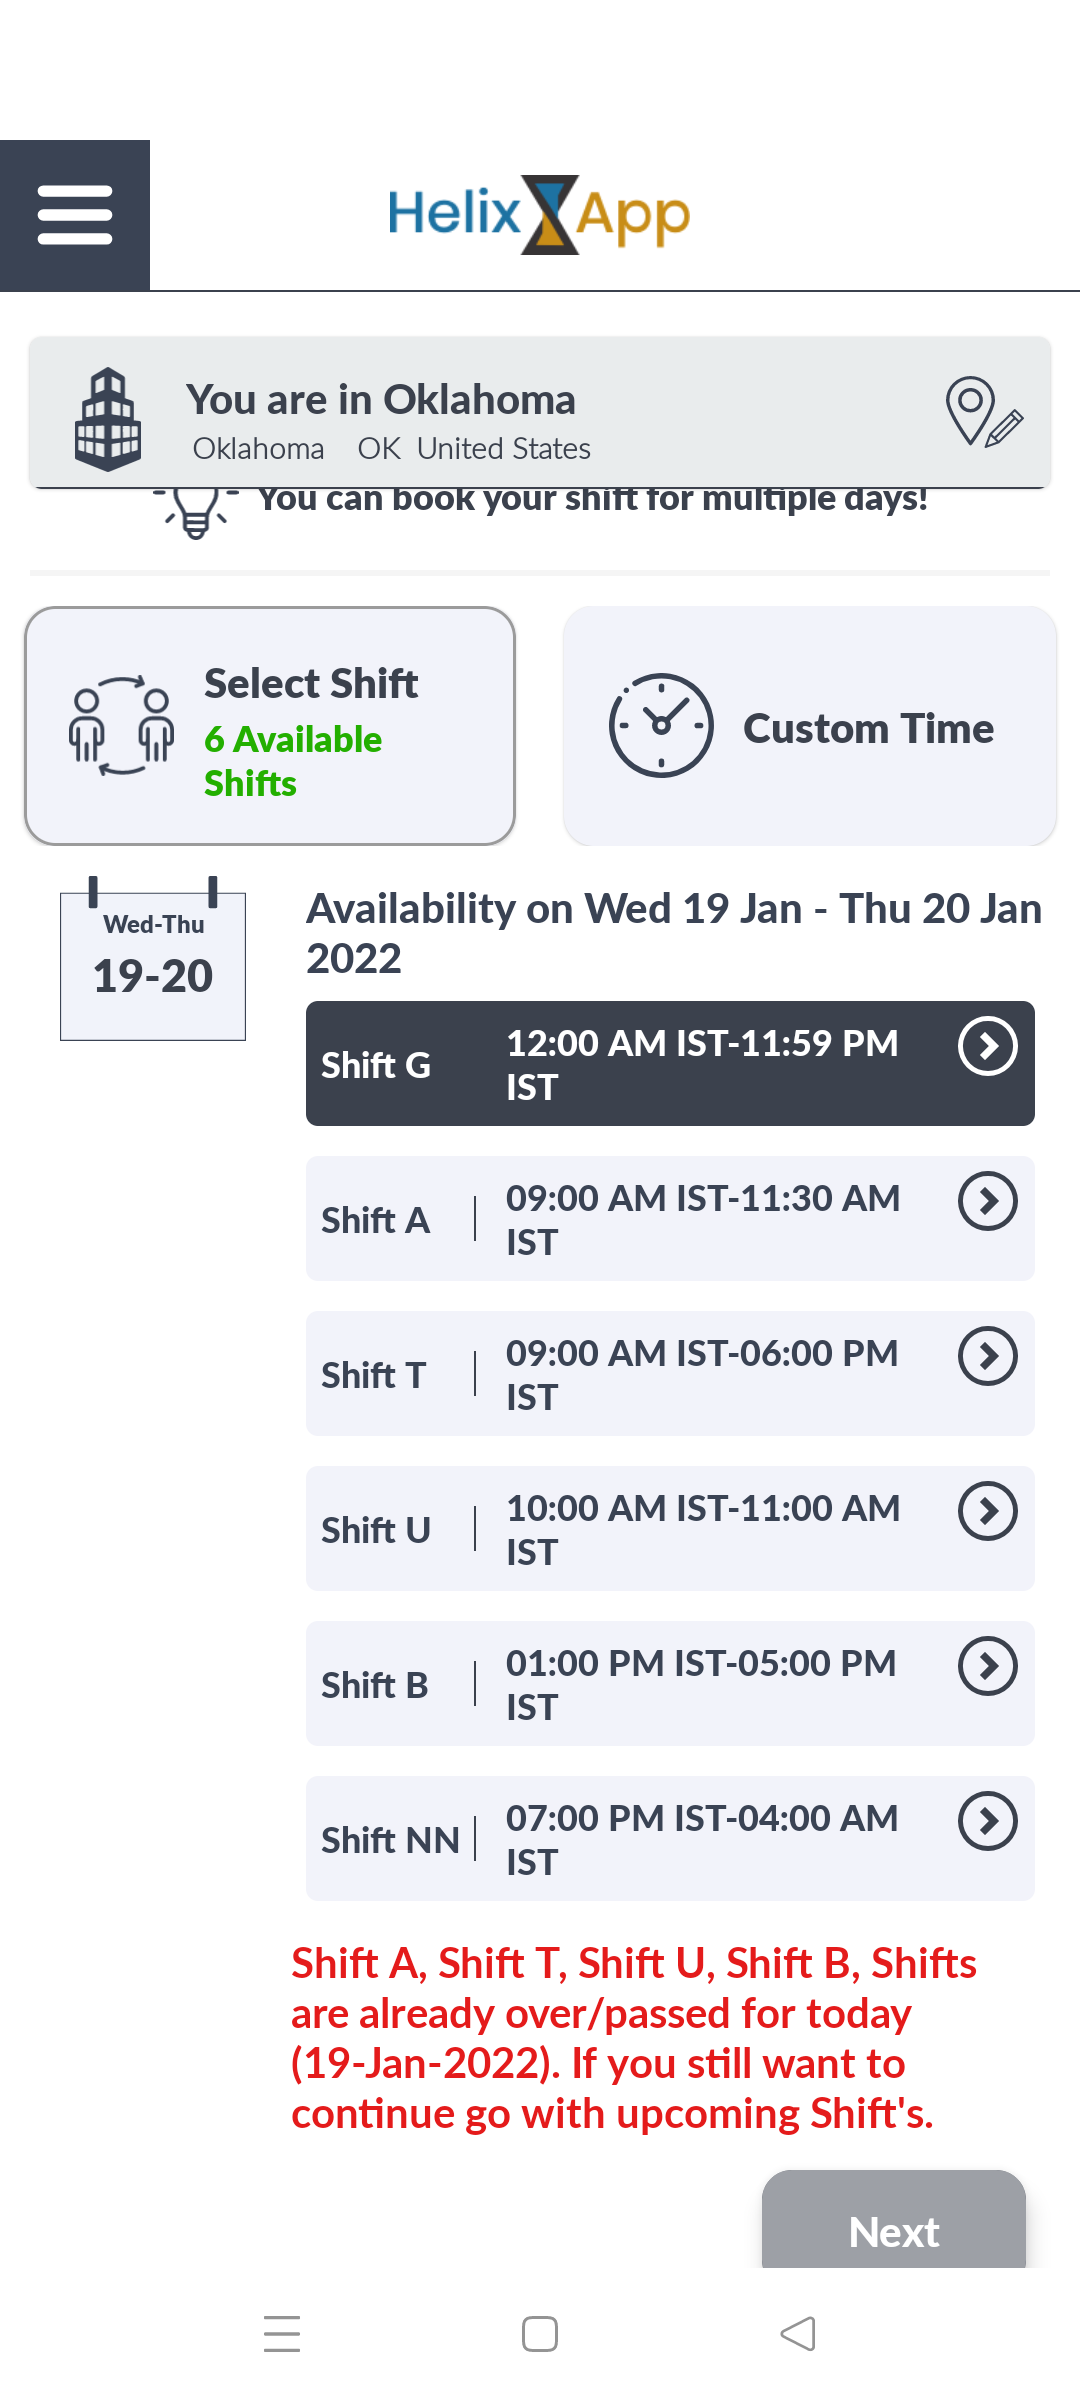 Helix App
You are in Oklahoma
Oklahoma OK United States
You can book your shift for multiple days!
Select Shift
6 Available
Shifts
Custom Time
Wed-Thu
19-20
Availability on Wed 19 Jan - Thu 20 Jan
2022
Shift G
12:00 AM IST-11:59 PM
IST
Shift A
09:00 AM IST-11:30 AM
IST
Shift T
09:00 AM IST-06:00 PM
IST
Shift U
10:00 AM IST-11:00 AM
IST
Shift B
01:00 PM IST-05:00 PM
IST
Shift NN
07:00 PM IST-04:00 AM
IST
Shift A, Shift T, Shift U, Shift B, Shifts
are already over/passed for today
(19-Jan-2022). If you still want to
continue go with upcoming Shift's.
Next